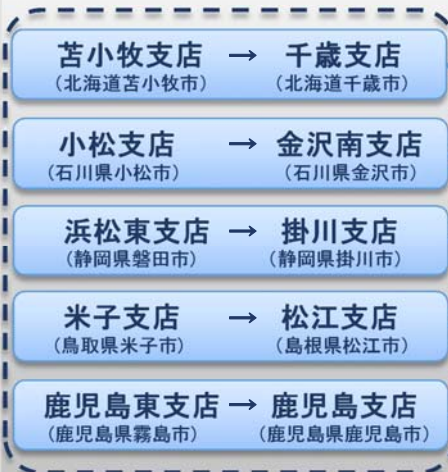 苫小牧支店 → 千歳支店
(北海道苫小牧市) (北海道千歳市)
小松支店 → 金沢南支店
(石川県小松市) (石川県金沢市)
浜松東支店 → 掛川支店
(静岡県磐田市) (静岡県掛川市)
米子支店 → 松江支店
(鳥取県米子市) (島根県松江市)
鹿児島東支店 → 鹿児島支店
(鹿児島県霧島市) (鹿児島県鹿児島市)